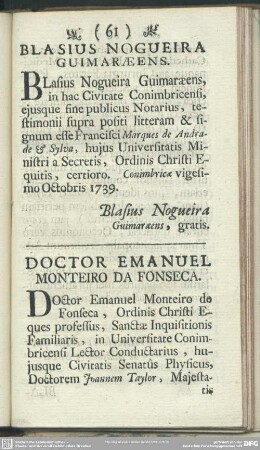 ( 61 )
BLASIUS NOGUEIRA
GUIMARÆENS.
BLasius Nogueira Guimaræens,
in hac Civitate Conimbricensi,
ejusque sine publicus Notarius, te-
stimonii supra positi litteram & si-
gnum esse Francisci Marques de Andra-
de & Sylva, hujus Universitatis Mi-
nistri a Secretis, Ordinis Christi E-
quitis, certioro. Conimbricæ vigesi-
mo Octobris 1739.
Blasius Nogueira
Guimaræens, gratis.
DOCTOR EMANUEL
MONTEIRO DA FONSECA.
DOctor Emanuel Monteiro da
Fonseca, Ordinis Christi E-
ques professus, Sanctæ Inquisitionis
Familiaris, in Universitate Conim-
bricensi Lector Conductarius, hu-
jusque Civitatis Senatûs Physicus,
Doctorem Joannem Taylor, Majesta-
tis